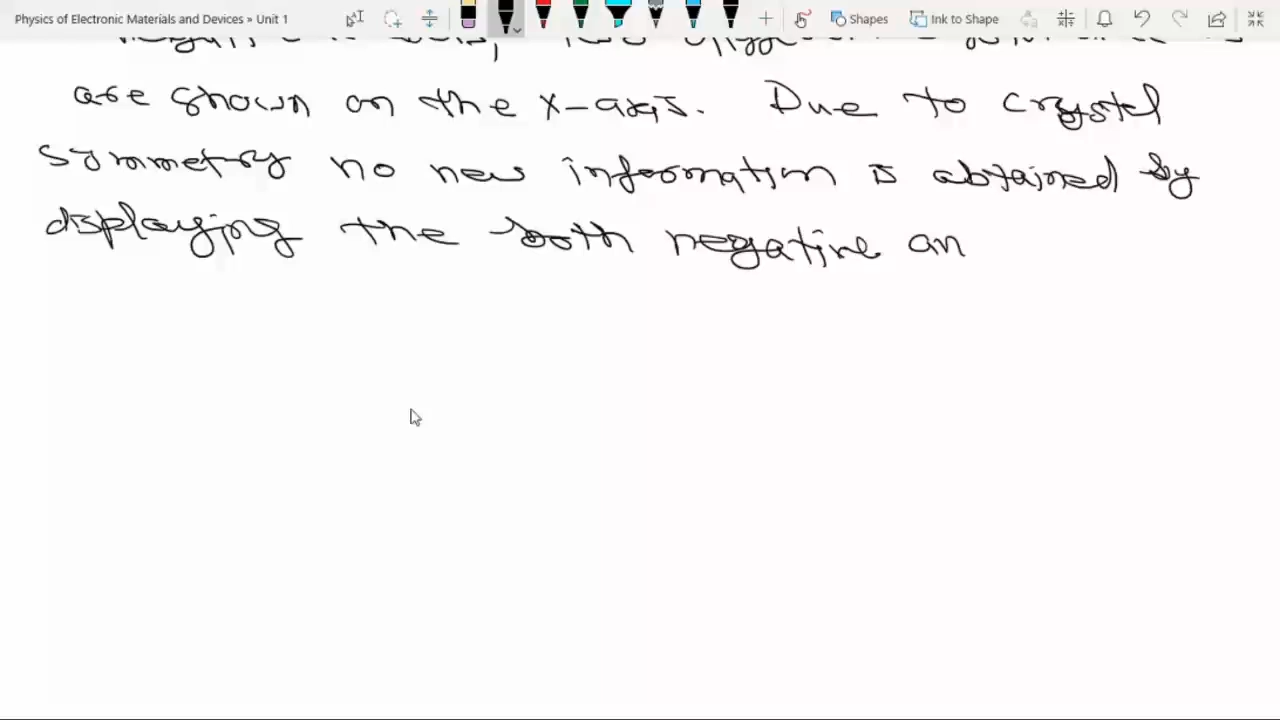 Physics of Electronic Materials and Devices » Unit 1
Shapes
Ink to Shape
are shown on the x-axis. Due to crystal
symmetry no new information is obtained by
displaying the both negative an